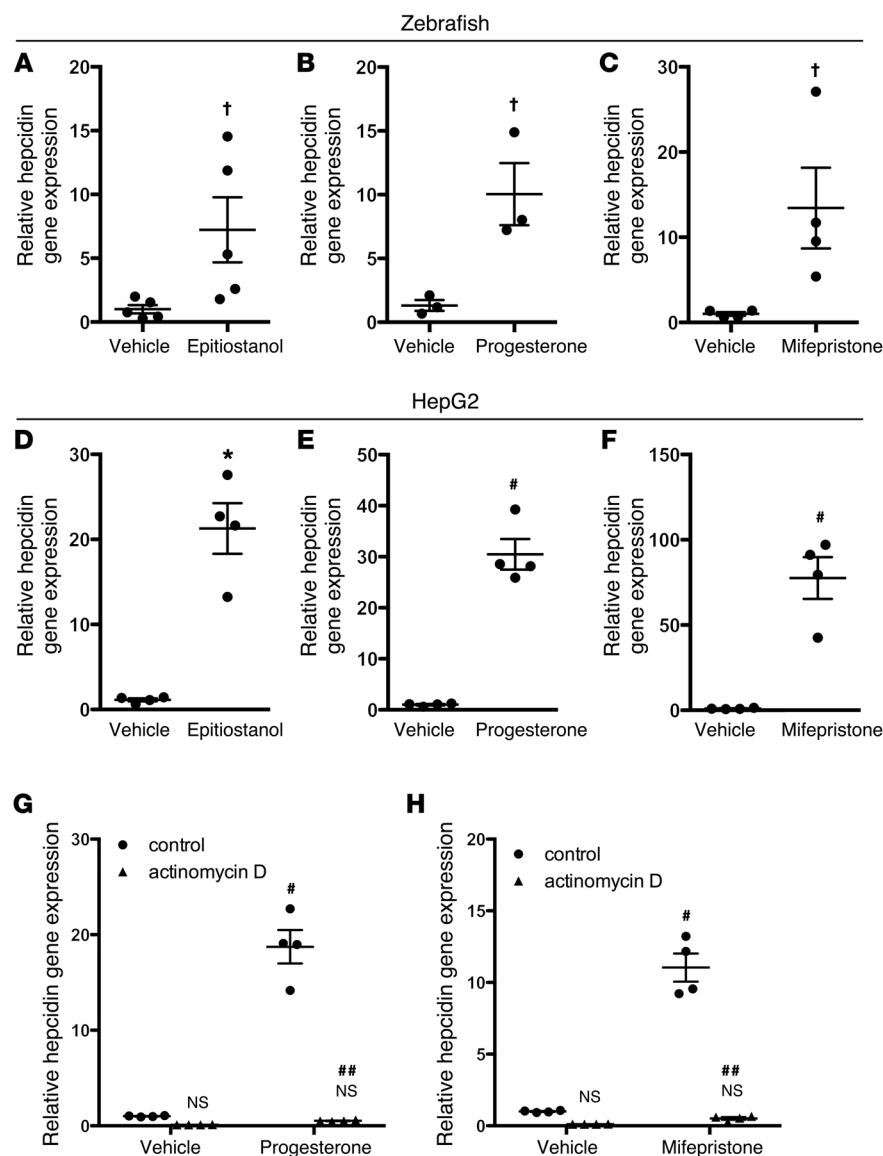 Zebrafish
A
Relative hepcidin
gene expression
20
15
10
5
0
†
Vehicle
Epitiostanol
B
Relative hepcidin
gene expression
20
15
10
5
0
†
Vehicle
Progesterone
C
Relative hepcidin
gene expression
30
20
10
0
†
Vehicle
Mifepristone
HepG2
D
Relative hepcidin
gene expression
30
20
10
0
*
Vehicle
Epitiostanol
E
Relative hepcidin
gene expression
50
40
30
20
10
0
#
Vehicle
Progesterone
F
Relative hepcidin
gene expression
150
100
50
0
#
Vehicle
Mifepristone
G
Relative hepcidin gene expression
30
20
10
0
control
actinomycin D
#
NS
##
NS
Vehicle
Progesterone
H
Relative hepcidin gene expression
20
15
10
5
0
control
actinomycin D
#
NS
##
NS
Vehicle
Mifepristone